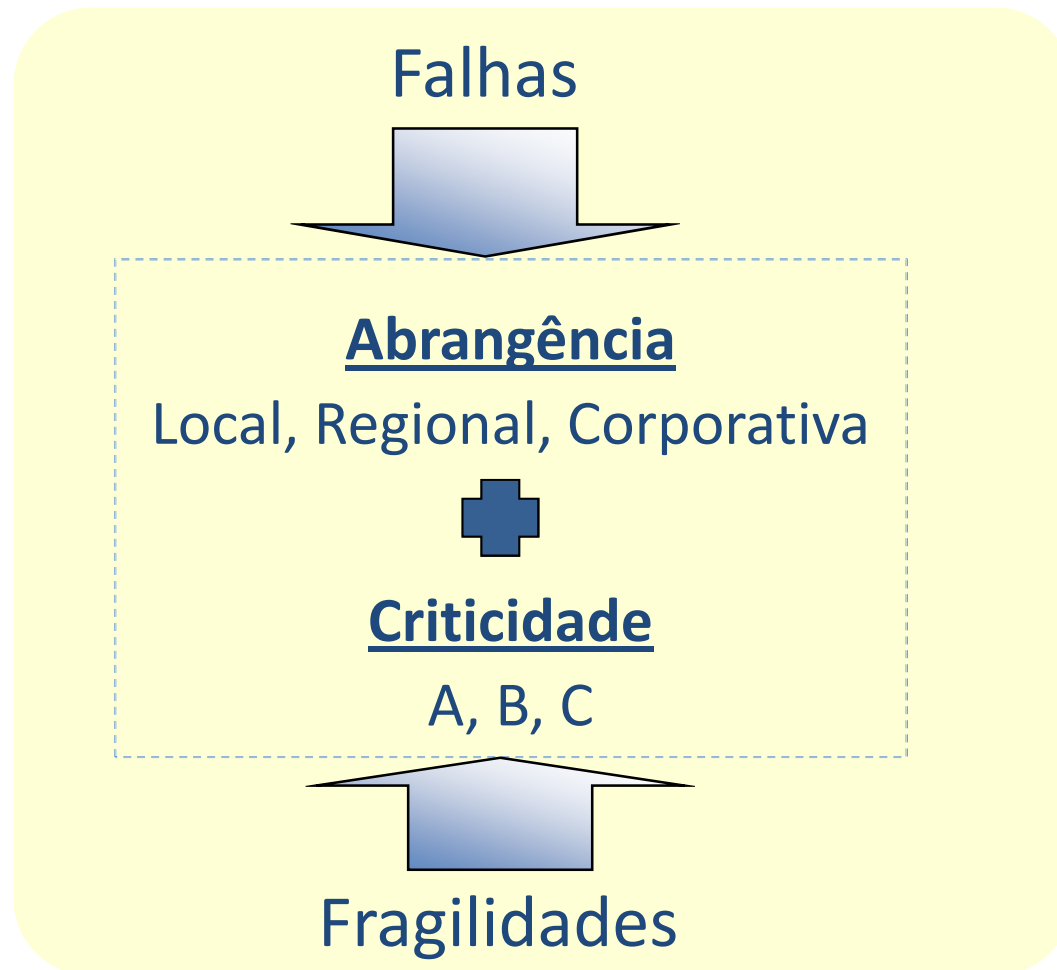 Falhas
Abrangência
Local, Regional, Corporativa
Criticidade
A, B, C
Fragilidades